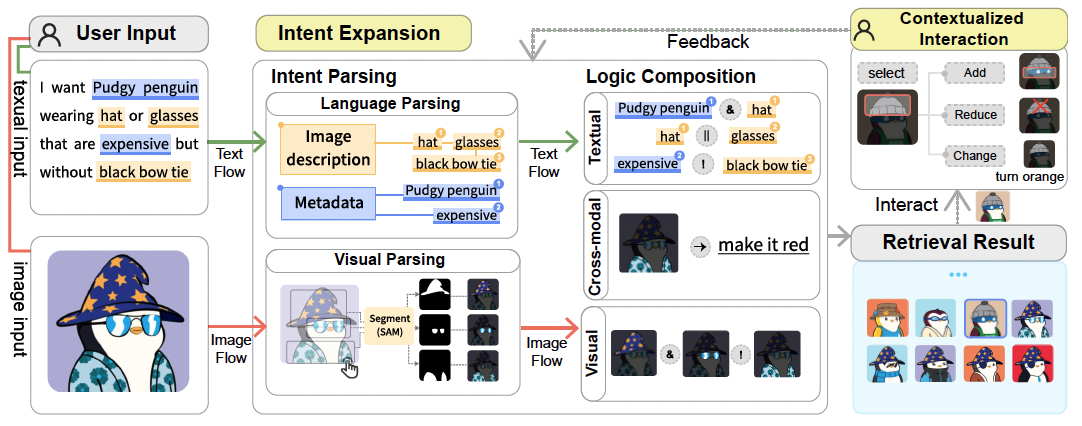 User Input
textual input
I want Pudgy penguin
wearing hat or glasses
that are expensive but
without black bow tie
image input
Text
Flow
Image
Flow
Intent Expansion
Intent Parsing
Language Parsing
Image
description
hat 1 glasses 2
black bow tie 3
Metadata
Pudgy penguin 1
expensive 2
Visual Parsing
Segment
(SAM)
Text
Flow
Image
Flow
Logic Composition
Textual
Pudgy penguin 1 & hat 1
hat 1 || glasses 2
expensive 2 ! black bow tie 3
Cross-modal
→ make it red
Visual
& !
Feedback
Contextualized
Interaction
select
Add
Reduce
Change
turn orange
Interact
Retrieval Result
...